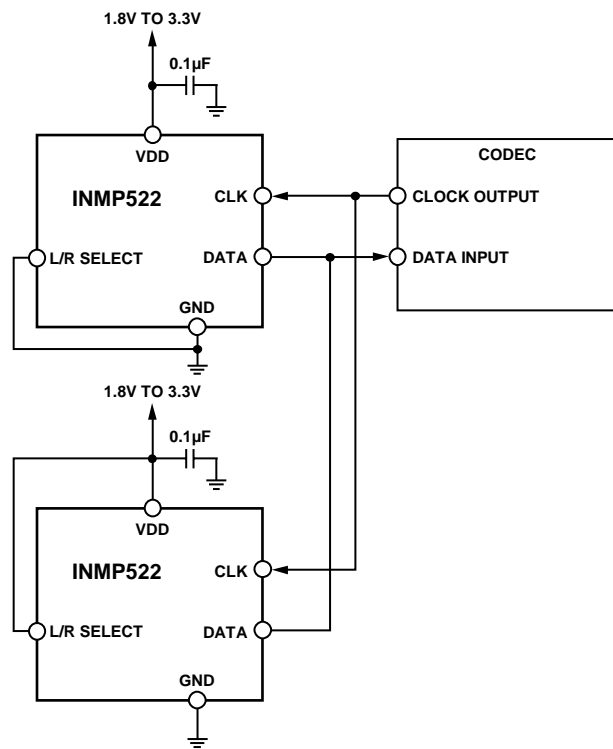 1.8V TO 3.3V
0.1µF
VDD
CODEC
INMP522
CLK
CLOCK OUTPUT
L/R SELECT
DATA
DATA INPUT
GND
1.8V TO 3.3V
0.1µF
VDD
INMP522
CLK
L/R SELECT
DATA
GND